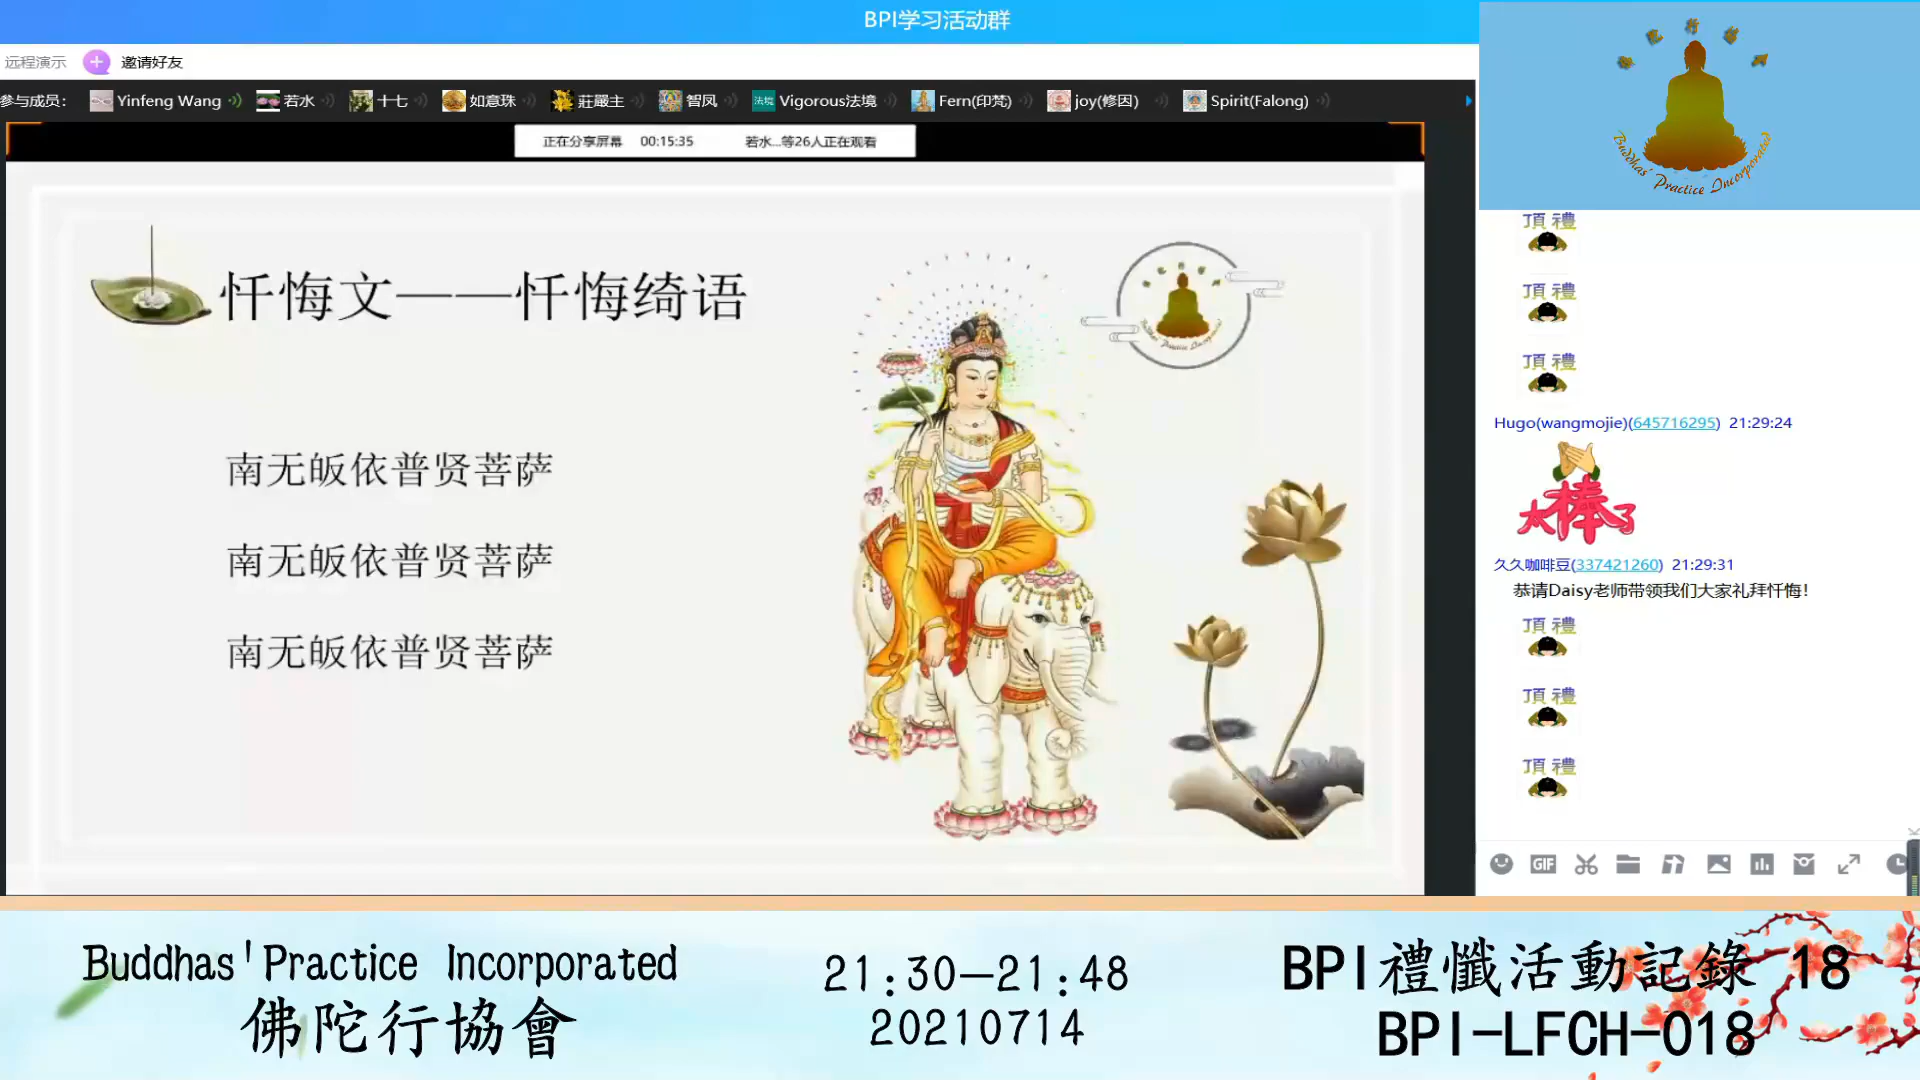 BPI学习活动群
远程演示 邀请好友
参与成员: Yinfeng Wang 若水 十七 如意珠 莊嚴主 智凤 法境 Vigorous法境 Fern(印梵) joy(修因) Spirit(Falong)
正在分享屏幕 00:15:35 若水...等26人正在观看
忏悔文——忏悔绮语
南无皈依普贤菩萨
南无皈依普贤菩萨
南无皈依普贤菩萨
Buddhas' Practice Incorporated
頂禮
頂禮
頂禮
Hugo(wangmojie)(645716295) 21:29:24
太棒了
久久咖啡豆(337421260) 21:29:31
恭请Daisy老师带领我们大家礼拜忏悔!
頂禮
頂禮
頂禮
GIF
Buddhas'Practice Incorporated
佛陀行協會
21:30—21:48
20210714
BPI禮懺活動記錄 18
BPI-LFCH-018